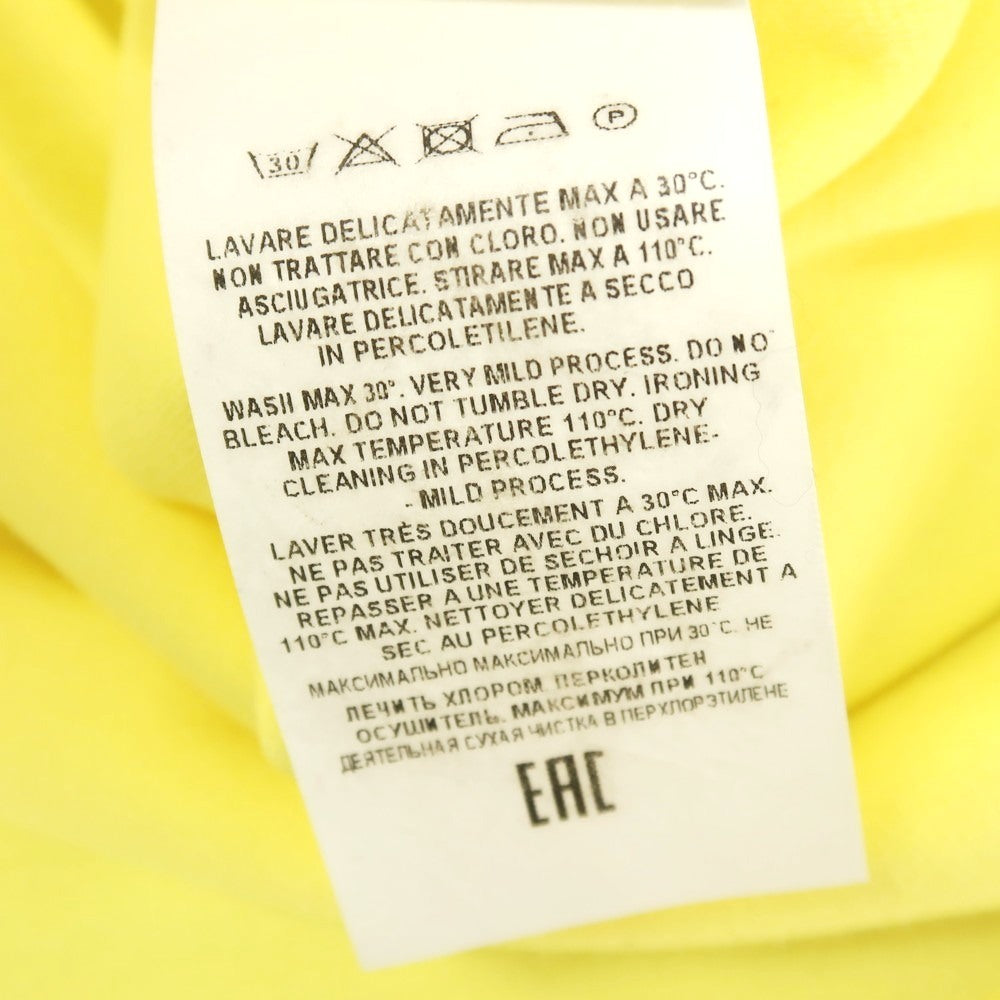 30 P
LAVARE DELICATAMENTE MAX A 30°C.
NON TRATTARE CON CLORO. NON USARE
ASCIUGATRICE. STIRARE MAX A 110°C.
LAVARE DELICATAMENTE A SECCO
IN PERCOLETILENE.
WASH MAX 30°. VERY MILD PROCESS. DO NO
BLEACH. DO NOT TUMBLE DRY. IRONING
MAX TEMPERATURE 110°C. DRY
CLEANING IN PERCOLETHYLENE-
- MILD PROCESS.
LAVER TRÈS DOUCEMENT A 30°C MAX.
NE PAS TRAITER AVEC DU CHLORE.
NE PAS UTILISER DE SECHOIR A LINGE.
REPASSER A UNE TEMPERATURE DE
110°C MAX. NETTOYER DELICATEMENT A
SEC AU PERCOLETHYLENE
МАКСИМАЛЬНО МАКСИМАЛЬНО ПРИ 30°C. НЕ
ЛЕЧИТЬ ХЛОРОМ. ПЕРКОЛИТЕН
ОСУШИТЕЛЬ. МАКСИМУМ ПРИ 110°C
ДЕЯТЕЛЬНАЯ СУХАЯ ЧИСТКА В ПЕРХЛОРЭТИЛЕНЕ
EAC